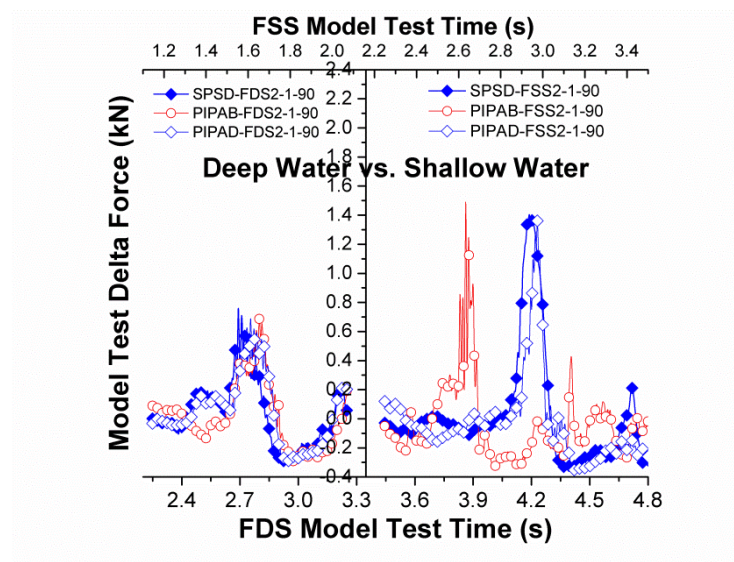 FSS Model Test Time (s)
1.2 1.4 1.6 1.8 2.0 2.2 2.4 2.6 2.8 3.0 3.2 3.4
2.4
2.2
2.0
1.8
1.6
1.4
1.2
1.0
0.8
0.6
0.4
0.2
0.0
-0.2
-0.4
SPSD-FDS2-1-90
PIPAB-FDS2-1-90
PIPAD-FDS2-1-90
SPSD-FSS2-1-90
PIPAB-FSS2-1-90
PIPAD-FSS2-1-90
Deep Water vs. Shallow Water
Model Test Delta Force (kN)
2.4 2.7 3.0 3.3 3.6 3.9 4.2 4.5 4.8
FDS Model Test Time (s)